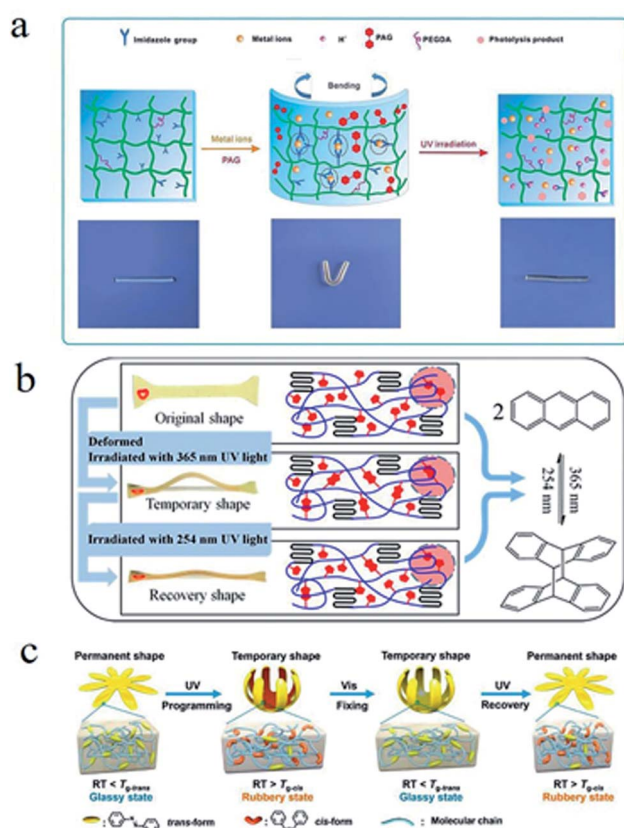 a
Imidazole group Metal ions H⁺ PAG PEGDA Photolysis product
Bending
Metal ions
PAG
UV irradiation
b
Original shape
Deformed
Irradiated with 365 nm UV light
Temporary shape
Irradiated with 254 nm UV light
Recovery shape
2
365 nm
254 nm
c
Permanent shape Temporary shape Temporary shape Permanent shape
UV Vis UV
Programming Fixing Recovery
RT < Tg-trans RT > Tg-cis RT < Tg-trans RT > Tg-cis
Glassy state Rubbery state Glassy state Rubbery state
: trans-form : cis-form : Molecular chain